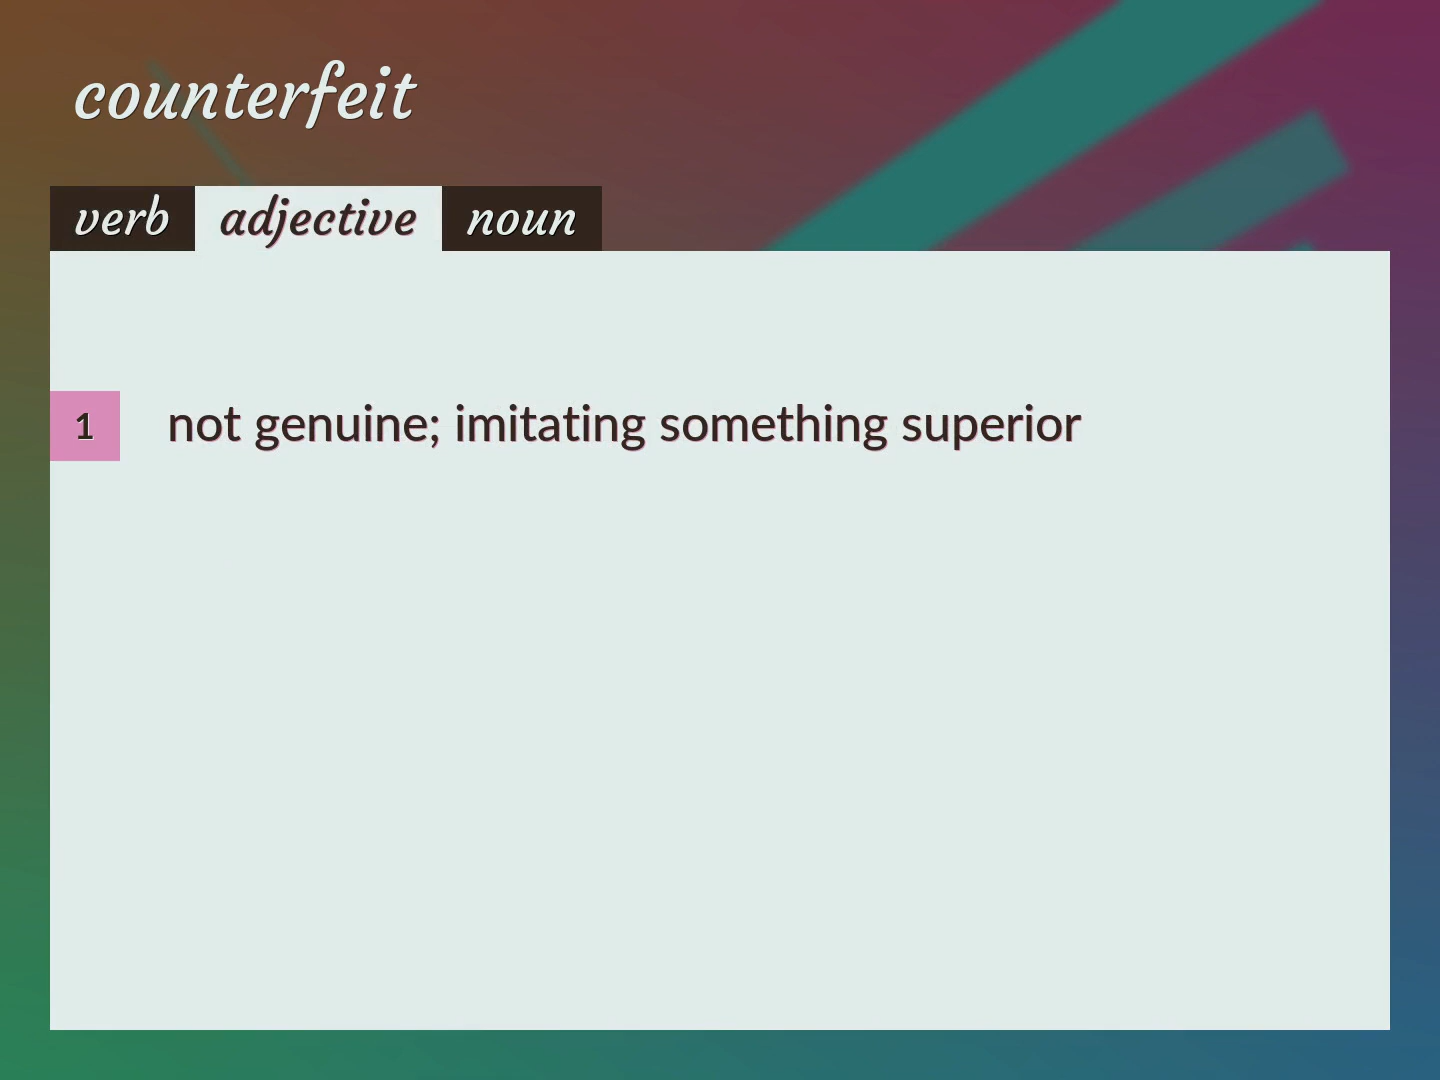 counterfeit
verb adjective noun
1 not genuine; imitating something superior